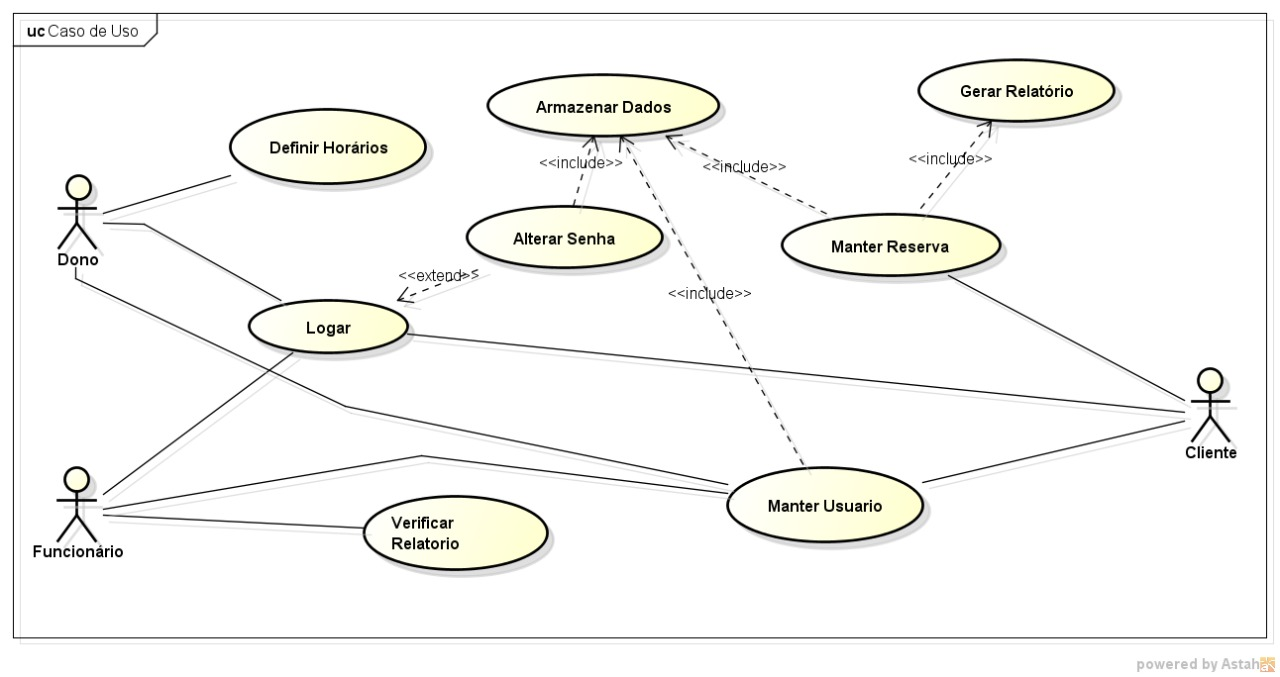 uc Caso de Uso
Gerar Relatório
Armazenar Dados
Definir Horários
<<include>>
<<include>>
<<include>>
Alterar Senha
Manter Reserva
Dono
<<extend>>
<<include>>
Logar
Cliente
Manter Usuario
Verificar
Relatorio
Funcionário
powered by Astah